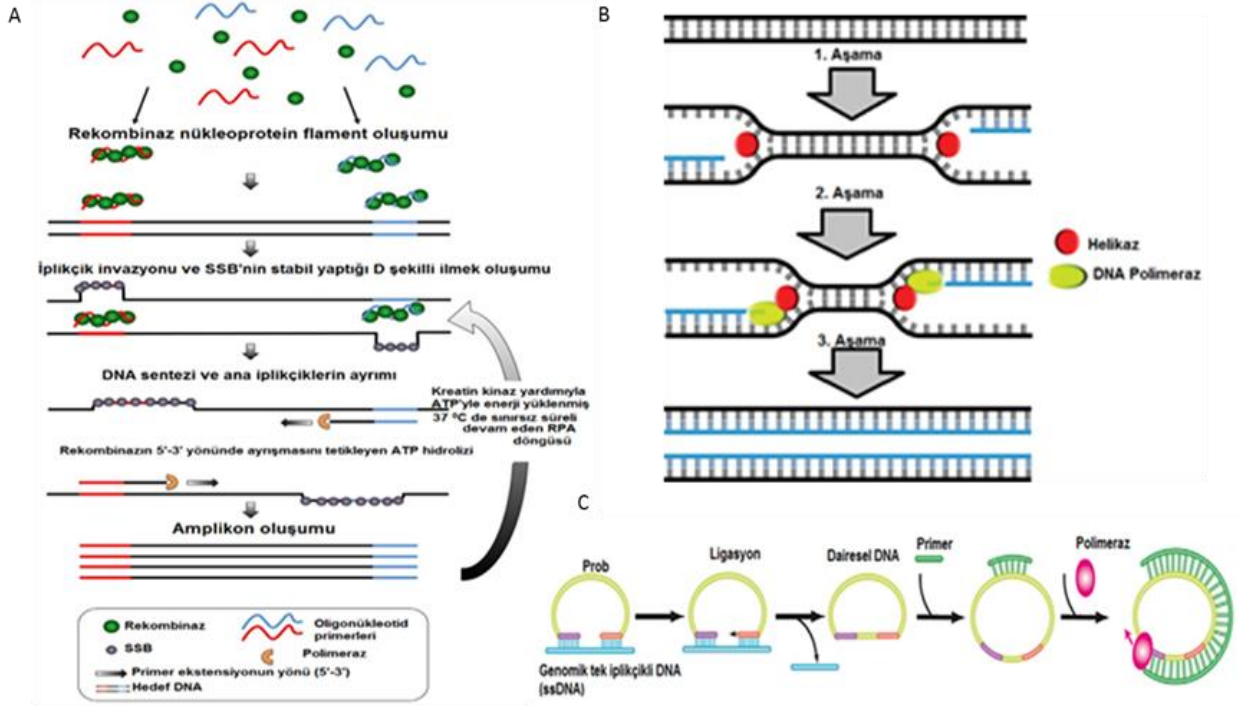 A
Rekombinaz nükleoprotein flament oluşumu
İplikçik invazyonu ve SSB'nin stabil yaptığı D şekilli ilmek oluşumu
DNA sentezi ve ana iplikçiklerin ayrımı
Kreatin kinaz yardımıyla
ATP'yle enerji yüklenmiş
37 ºC de sınırsız süreli
devam eden RPA
döngüsü
Rekombinazın 5'-3' yönünde ayrışmasını tetikleyen ATP hidrolizi
Amplikon oluşumu
Rekombinaz
SSB
Oligonükleotid
primerleri
Polimeraz
Primer ekstensiyonun yönü (5'-3')
Hedef DNA
B
1. Aşama
2. Aşama
3. Aşama
Helikaz
DNA Polimeraz
C
Prob
Ligasyon
Dairesel DNA
Primer
Polimeraz
Genomik tek iplikçikli DNA
(ssDNA)